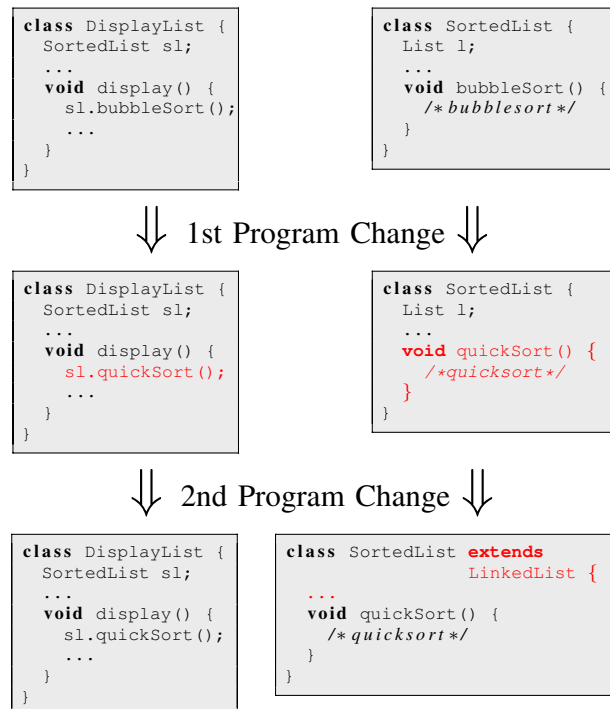 class DisplayList {
SortedList sl;
...
void display() {
sl.bubbleSort();
...
}
}
class SortedList {
List l;
...
void bubbleSort() {
/*bubblesort*/
}
}
⇓ 1st Program Change ⇓
class DisplayList {
SortedList sl;
...
void display() {
sl.quickSort();
...
}
}
class SortedList {
List l;
...
void quickSort() {
/*quicksort*/
}
}
⇓ 2nd Program Change ⇓
class DisplayList {
SortedList sl;
...
void display() {
sl.quickSort();
...
}
}
class SortedList extends
LinkedList {
...
void quickSort() {
/*quicksort*/
}
}